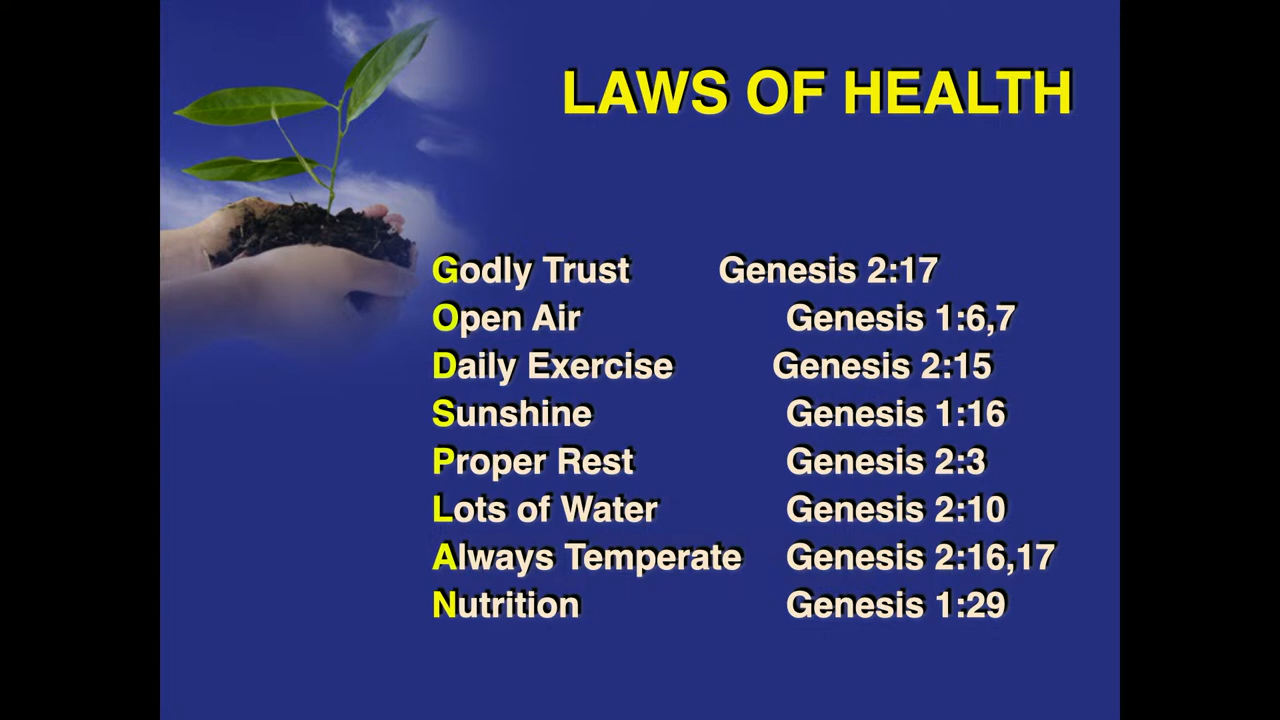 LAWS OF HEALTH
Godly Trust Genesis 2:17
Open Air Genesis 1:6,7
Daily Exercise Genesis 2:15
Sunshine Genesis 1:16
Proper Rest Genesis 2:3
Lots of Water Genesis 2:10
Always Temperate Genesis 2:16,17
Nutrition Genesis 1:29